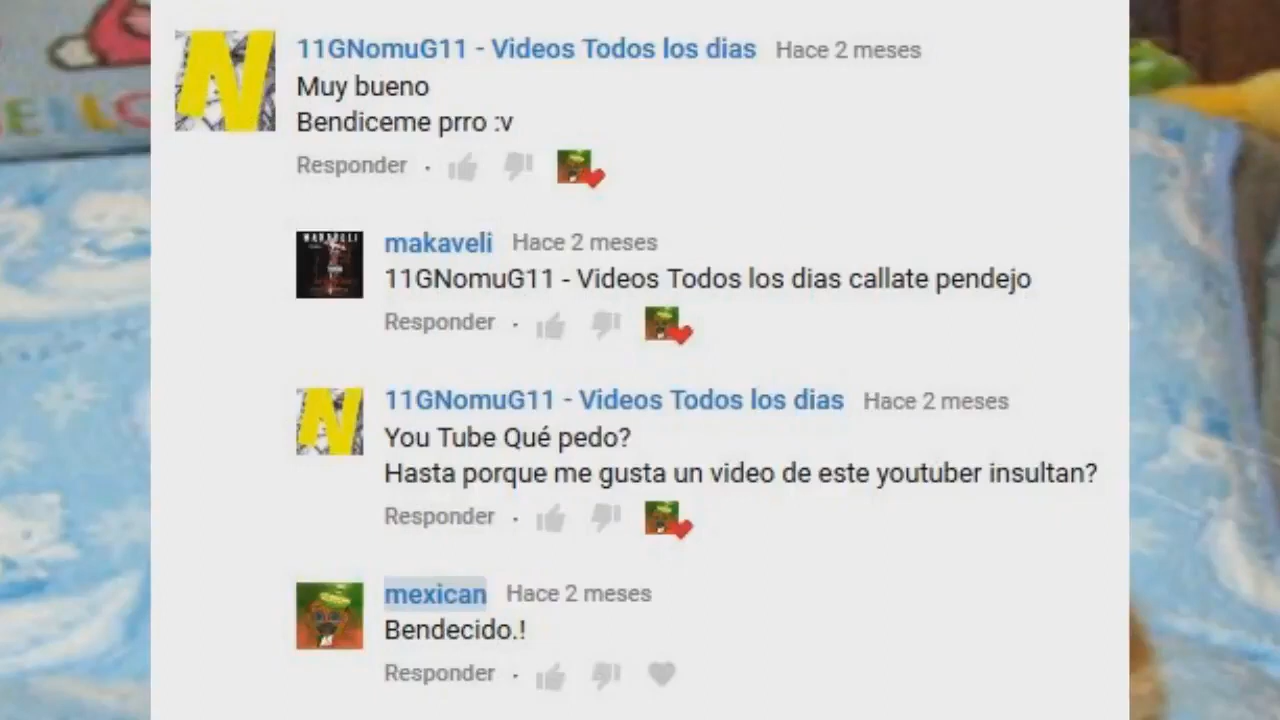 11GNomuG11 - Videos Todos los dias Hace 2 meses
Muy bueno
Bendiceme prro :v
Responder ·
makaveli Hace 2 meses
11GNomuG11 - Videos Todos los dias callate pendejo
Responder ·
11GNomuG11 - Videos Todos los dias Hace 2 meses
You Tube Qué pedo?
Hasta porque me gusta un video de este youtuber insultan?
Responder ·
mexican Hace 2 meses
Bendecido.!
Responder ·